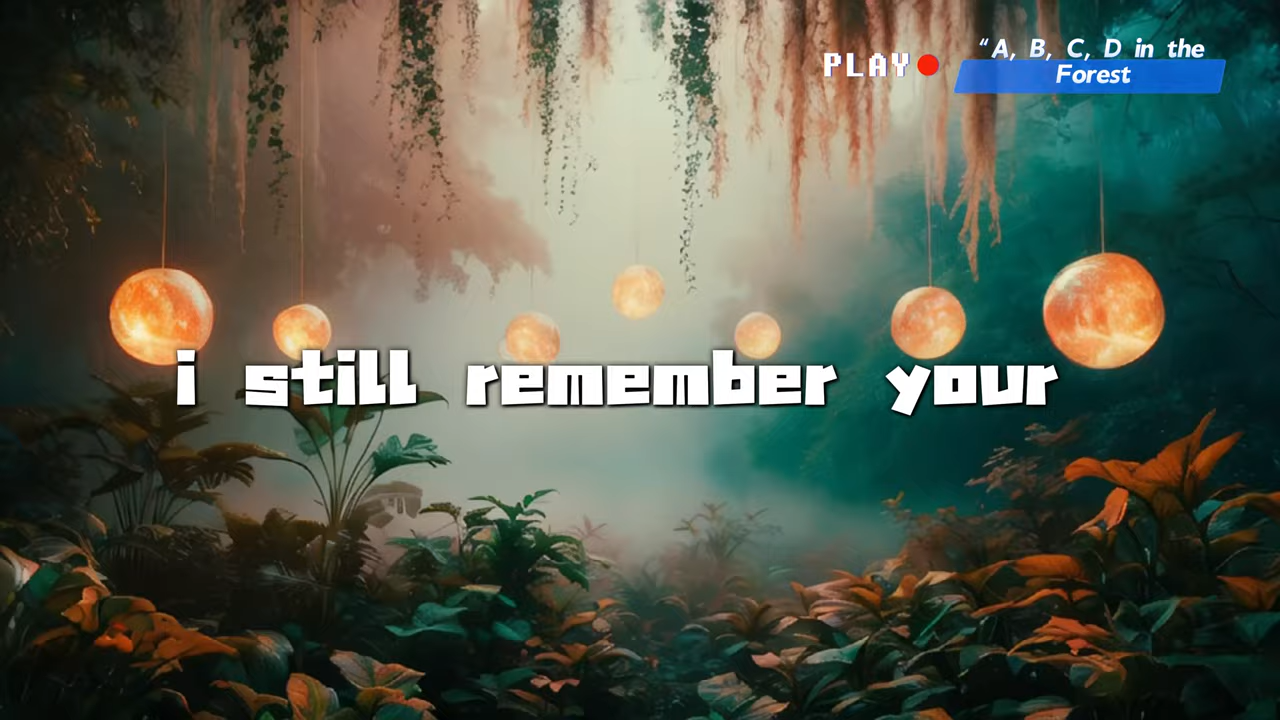 PLAY
“A, B, C, D in the
Forest
i still remember your